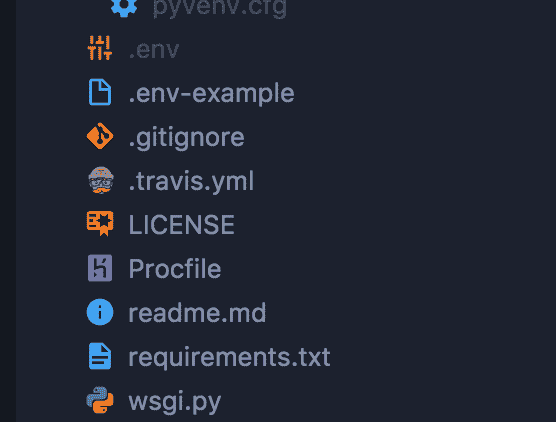 pyvenv.cfg
.env
.env-example
.gitignore
.travis.yml
LICENSE
Procfile
readme.md
requirements.txt
wsgi.py